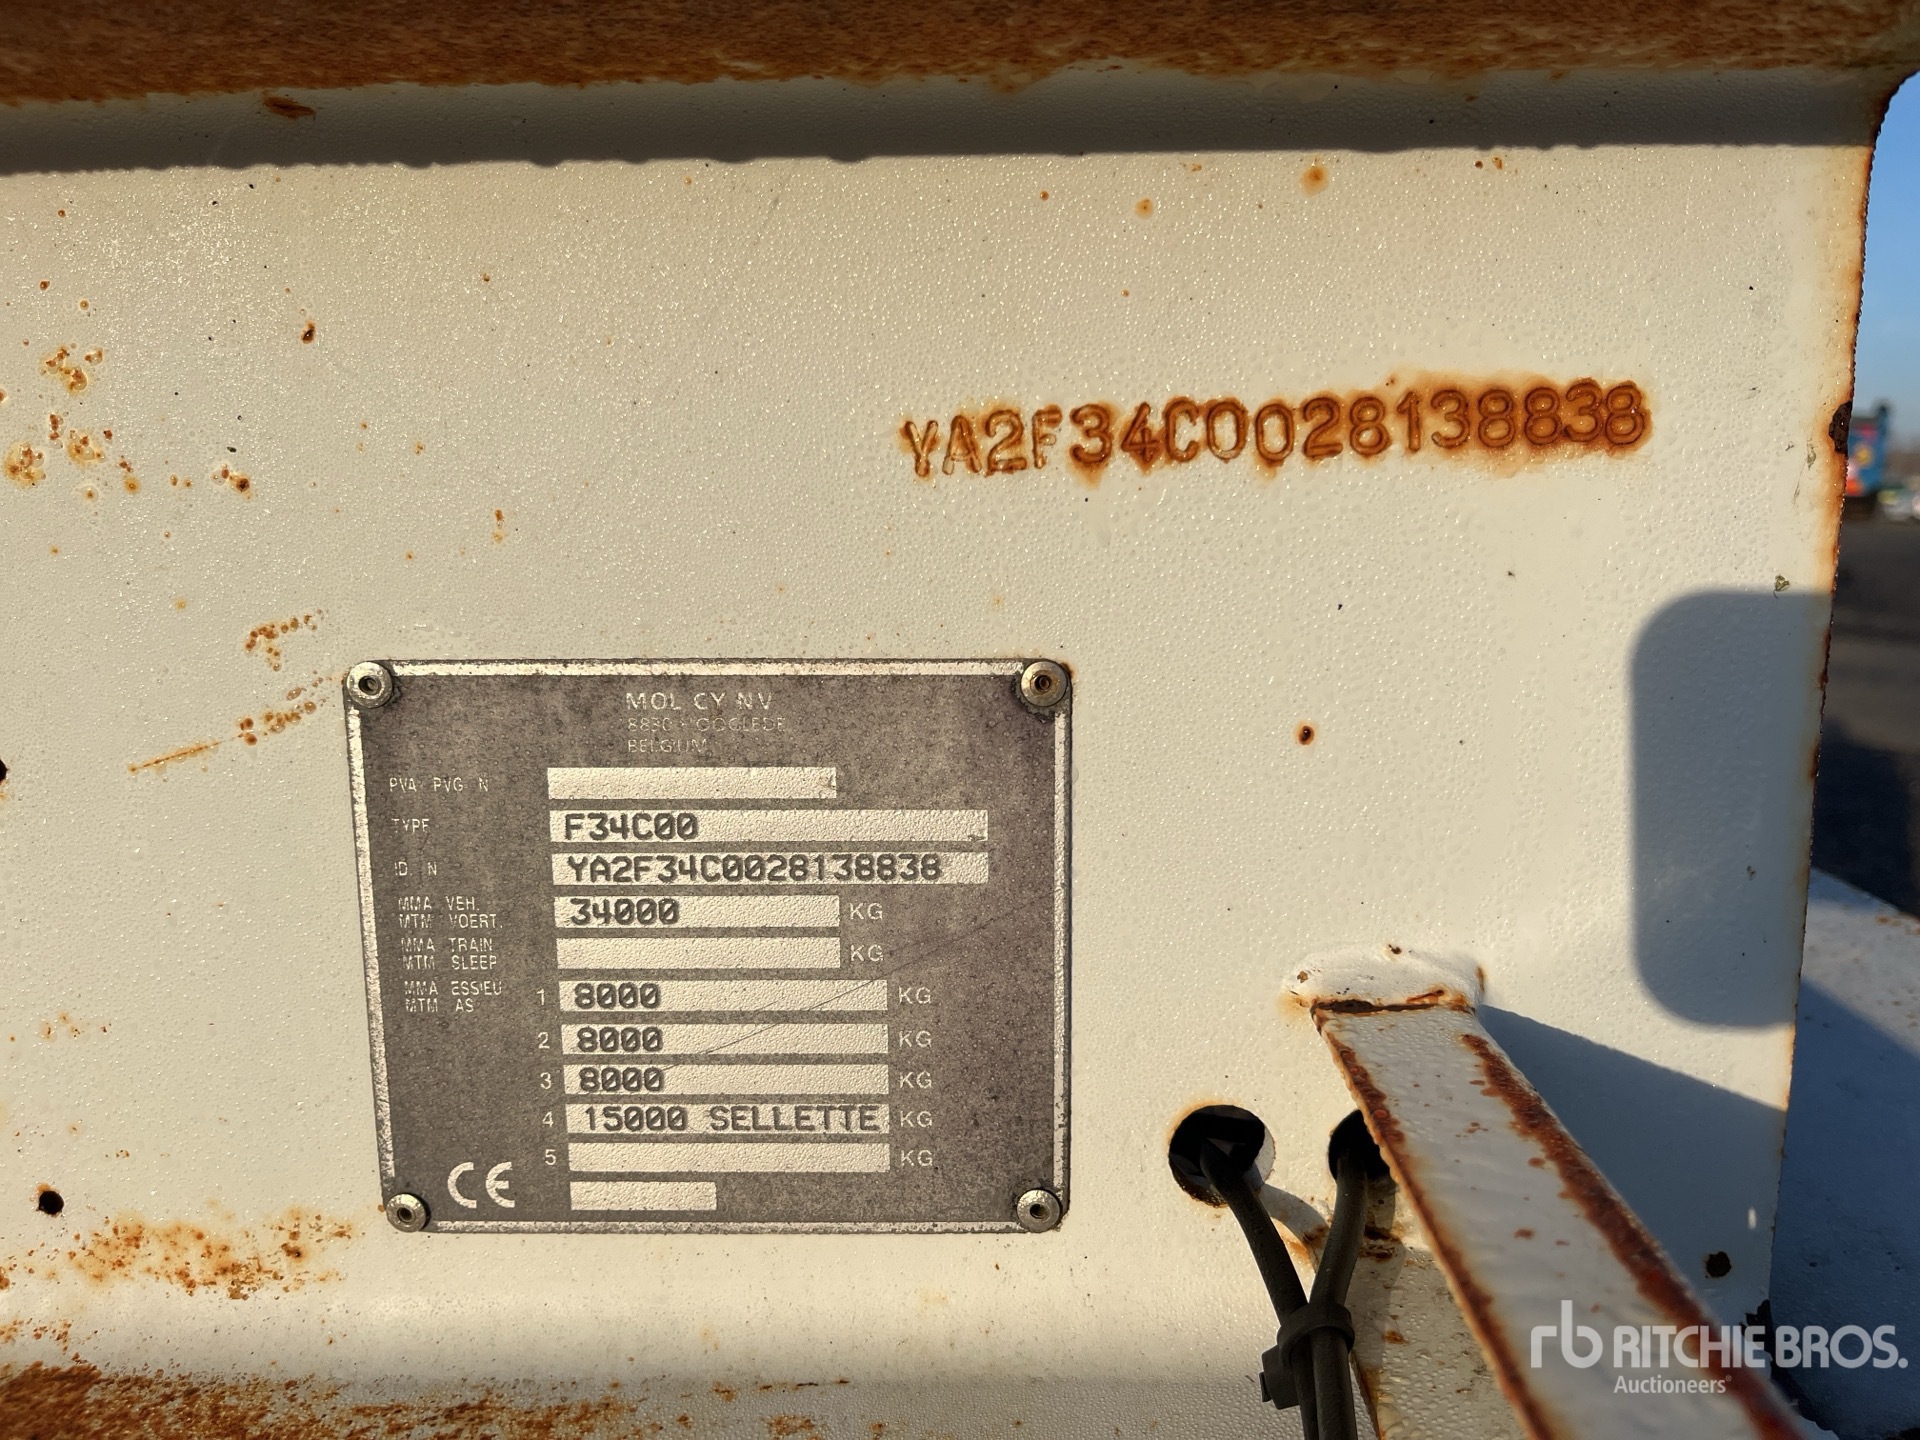 YA2F34C0028138838
MOL CY NV
8830 HOOGLEDE
BELGIUM
PVA PVG N
TYPE F34C00
ID. N YA2F34C0028138838
MMA VEH.
MTM VOERT. 34000 KG
MMA TRAIN
MTM SLEEP KG
MMA ESSIEU
MTM AS
1 8000 KG
2 8000 KG
3 8000 KG
4 15000 SELLETTE KG
5 KG
CE
rb RITCHIE BROS.
Auctioneers